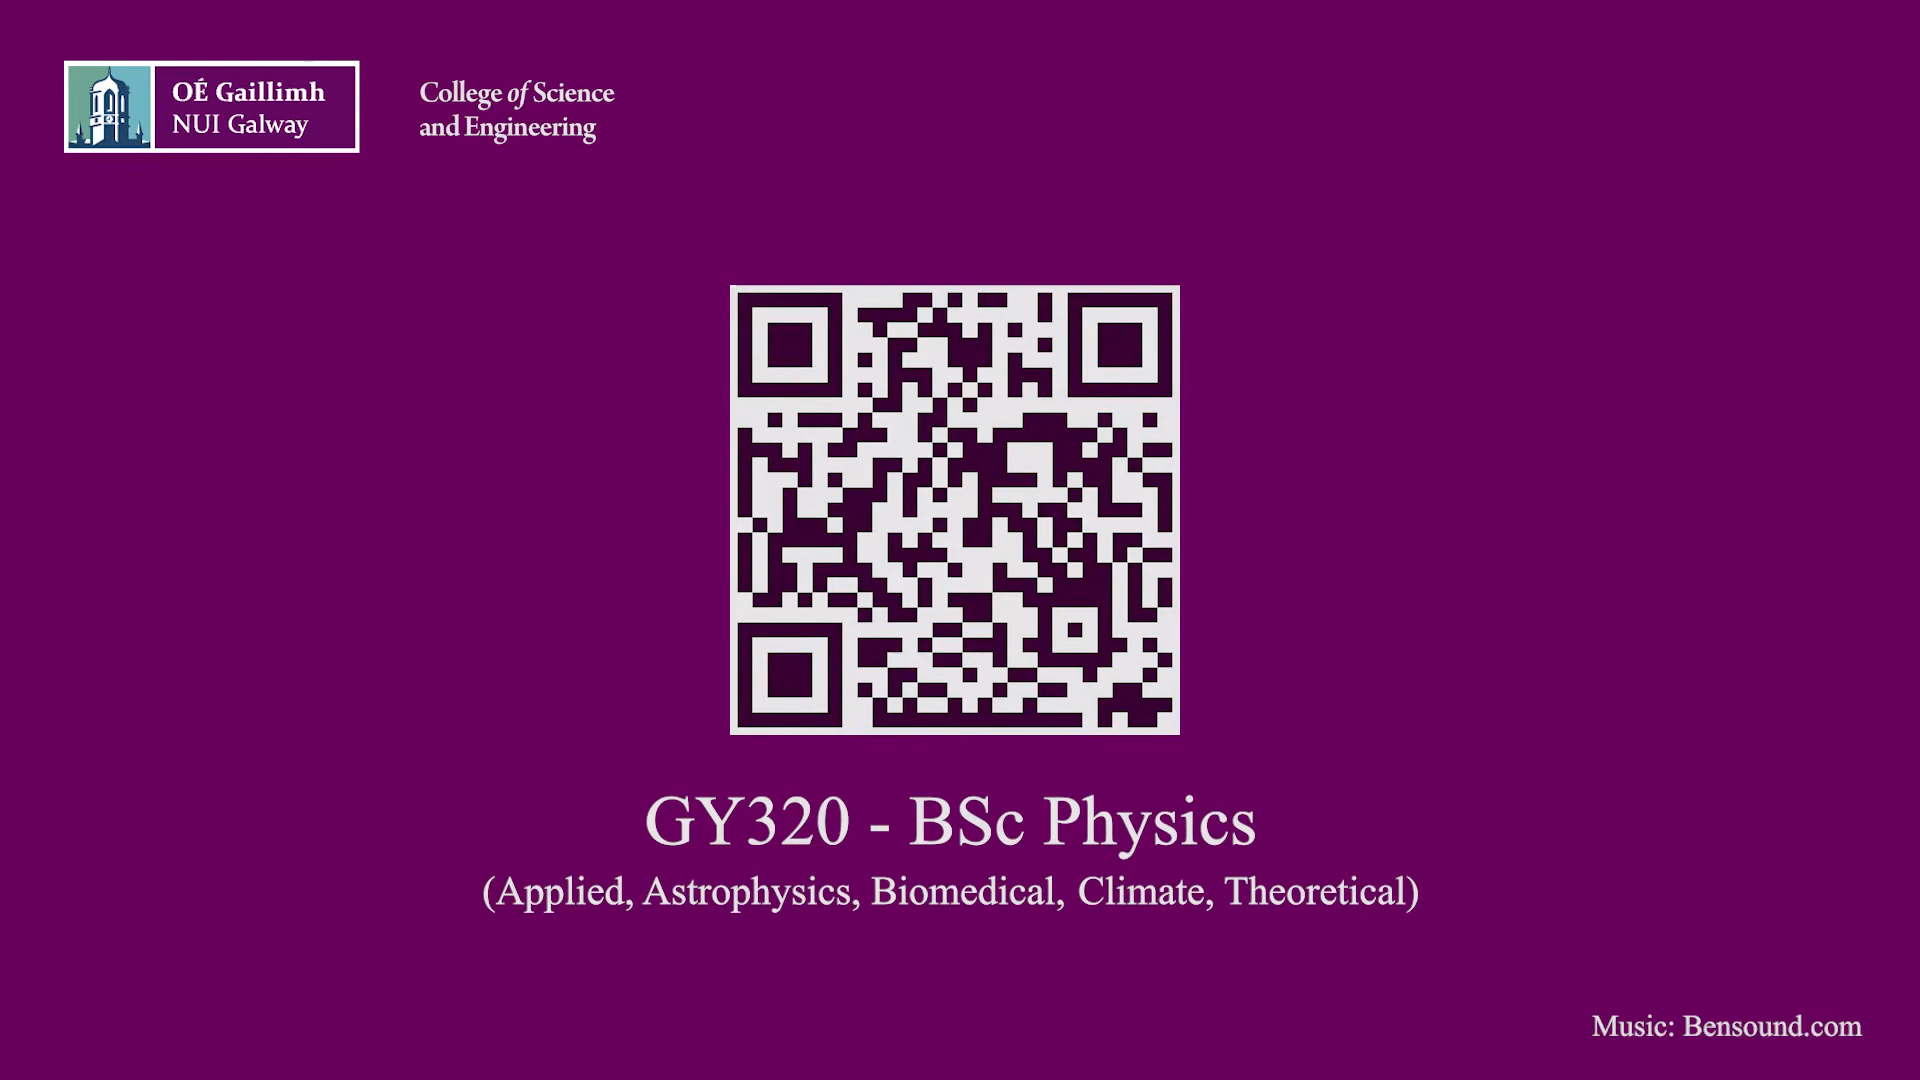 OÉ Gaillimh
NUI Galway
College of Science
and Engineering
GY320 - BSc Physics
(Applied, Astrophysics, Biomedical, Climate, Theoretical)
Music: Bensound.com